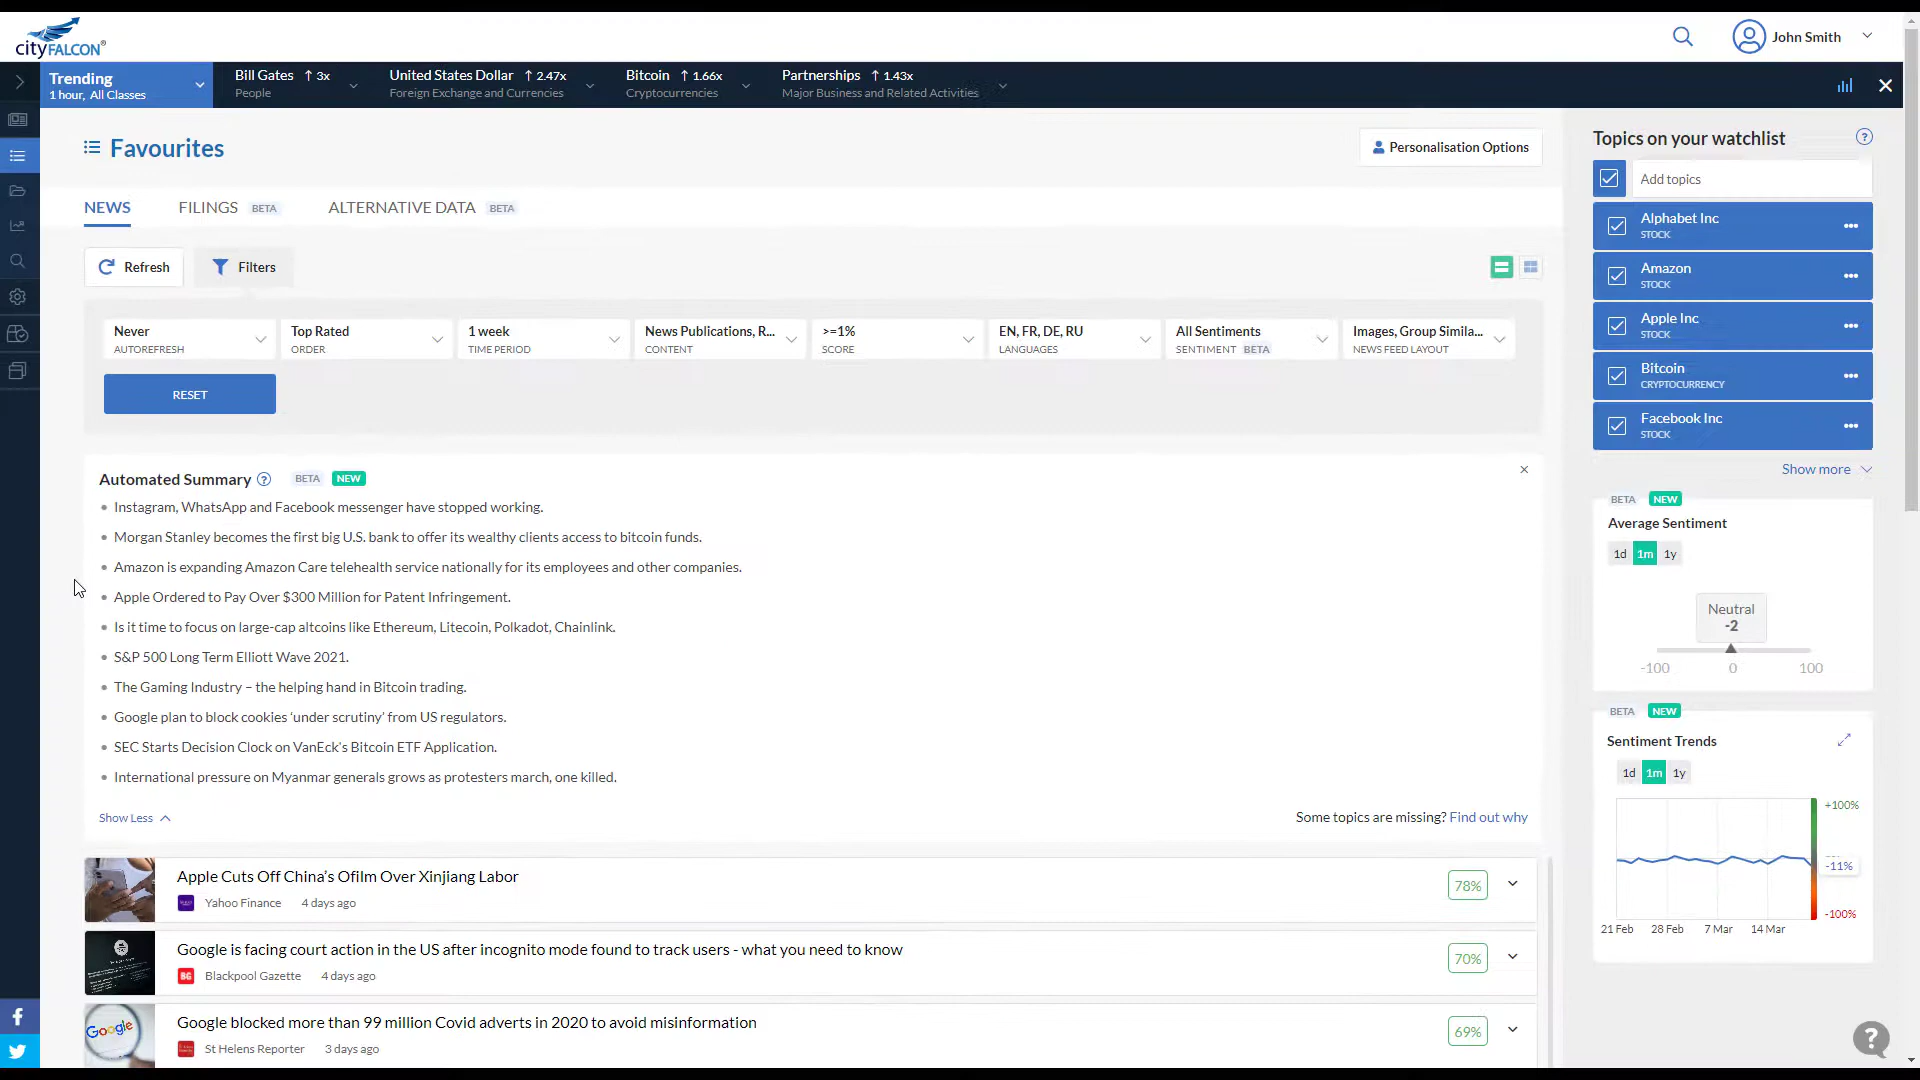 cityFALCON®
John Smith
Trending
1 hour, All Classes
Bill Gates ↑ 3x
People
United States Dollar ↑ 2.47x
Foreign Exchange and Currencies
Bitcoin ↑ 1.66x
Cryptocurrencies
Partnerships ↑ 1.43x
Major Business and Related Activities
Favourites
Personalisation Options
NEWS
FILINGS BETA
ALTERNATIVE DATA BETA
Refresh
Filters
Never
AUTOREFRESH
Top Rated
ORDER
1 week
TIME PERIOD
News Publications, R...
CONTENT
>=1%
SCORE
EN, FR, DE, RU
LANGUAGES
All Sentiments
SENTIMENT BETA
Images, Group Simila...
NEWS FEED LAYOUT
RESET
Automated Summary ? BETA NEW
Instagram, WhatsApp and Facebook messenger have stopped working.
Morgan Stanley becomes the first big U.S. bank to offer its wealthy clients access to bitcoin funds.
Amazon is expanding Amazon Care telehealth service nationally for its employees and other companies.
Apple Ordered to Pay Over $300 Million for Patent Infringement.
Is it time to focus on large-cap altcoins like Ethereum, Litecoin, Polkadot, Chainlink.
S&P 500 Long Term Elliott Wave 2021.
The Gaming Industry – the helping hand in Bitcoin trading.
Google plan to block cookies ‘under scrutiny’ from US regulators.
SEC Starts Decision Clock on VanEck’s Bitcoin ETF Application.
International pressure on Myanmar generals grows as protesters march, one killed.
Show Less
Some topics are missing? Find out why
Apple Cuts Off China’s Ofilm Over Xinjiang Labor
Yahoo Finance 4 days ago
78%
Google is facing court action in the US after incognito mode found to track users - what you need to know
BG Blackpool Gazette 4 days ago
70%
Google
Google blocked more than 99 million Covid adverts in 2020 to avoid misinformation
St Helens Reporter 3 days ago
69%
Topics on your watchlist ?
Add topics
Alphabet Inc
STOCK
Amazon
STOCK
Apple Inc
STOCK
Bitcoin
CRYPTOCURRENCY
Facebook Inc
STOCK
Show more
BETA NEW
Average Sentiment
1d 1m 1y
Neutral
-2
-100 0 100
BETA NEW
Sentiment Trends
1d 1m 1y
+100%
-11%
-100%
21 Feb 28 Feb 7 Mar 14 Mar
?